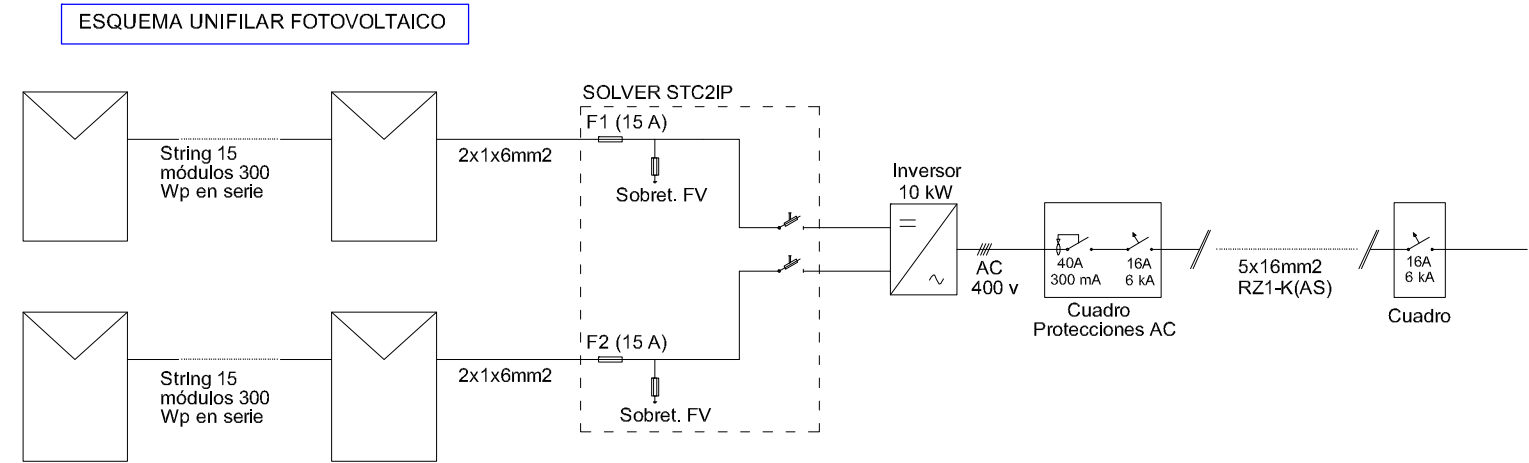 ESQUEMA UNIFILAR FOTOVOLTAICO
SOLVER STC2IP
F1 (15 A)
String 15
módulos 300
Wp en serie
2x1x6mm2
Sobret. FV
Inversor
10 kW
AC
400 v
40A
300 mA
16A
6 kA
Cuadro
Protecciones AC
5x16mm2
RZ1-K(AS)
16A
6 kA
Cuadro
F2 (15 A)
String 15
módulos 300
Wp en serie
2x1x6mm2
Sobret. FV